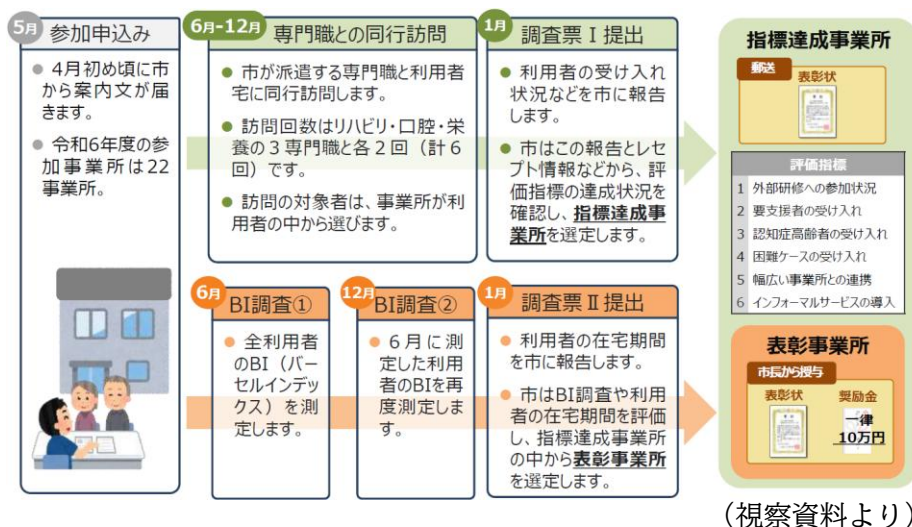 5月 参加申込み
● 4月初め頃に市
から案内文が届
きます。
● 令和6年度の参
加事業所は22
事業所。
6月-12月 専門職との同行訪問
● 市が派遣する専門職と利用者
宅に同行訪問します。
● 訪問回数はリハビリ・口腔・栄
養の３専門職と各２回（計６
回）です。
● 訪問の対象者は、事業所が利
用者の中から選びます。
1月 調査票Ⅰ提出
● 利用者の受け入れ
状況などを市に報告
します。
● 市はこの報告とレセ
プト情報などから、評
価指標の達成状況を
確認し、指標達成事
業所を選定します。
6月 BI調査①
● 全利用者
のBI（バー
セルインデッ
クス）を測
定します。
12月 BI調査②
● ６月に測
定した利用
者のBIを再
度測定しま
す。
1月 調査票Ⅱ提出
● 利用者の在宅期間
を市に報告します。
● 市はBI調査や利用
者の在宅期間を評価
し、指標達成事業所
の中から表彰事業所
を選定します。
指標達成事業所
郵送
表彰状
評価指標
1 外部研修への参加状況
2 要支援者の受け入れ
3 認知症高齢者の受け入れ
4 困難ケースの受け入れ
5 幅広い事業所との連携
6 インフォーマルサービスの導入
表彰事業所
市長から授与
表彰状 奨励金
一律
10万円
（視察資料より）